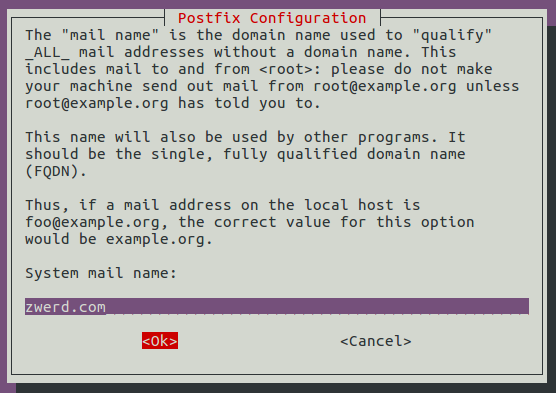 Postfix Configuration
The "mail name" is the domain name used to "qualify"
_ALL_ mail addresses without a domain name. This
includes mail to and from <root>: please do not make
your machine send out mail from root@example.org unless
root@example.org has told you to.
This name will also be used by other programs. It
should be the single, fully qualified domain name
(FQDN).
Thus, if a mail address on the local host is
foo@example.org, the correct value for this option
would be example.org.
System mail name:
zwerd.com
<Ok> <Cancel>